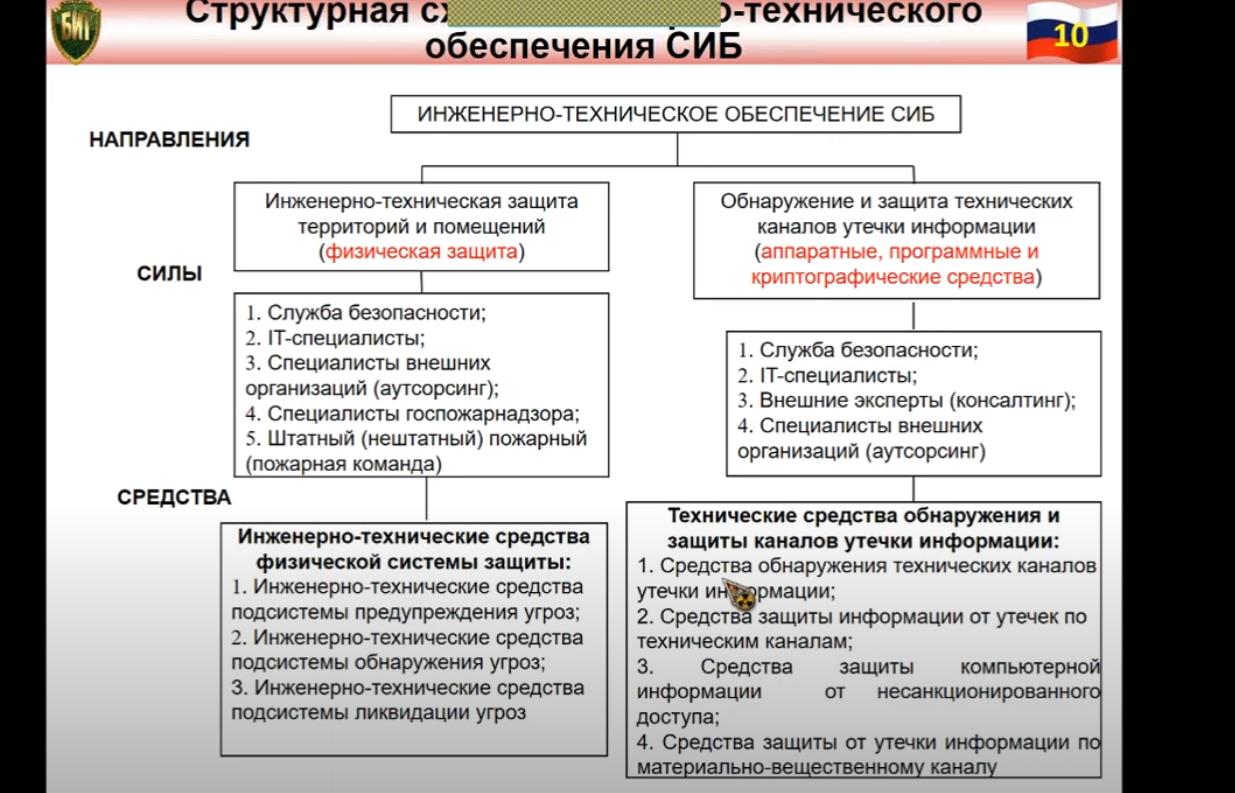 Структурная
-технического
обеспечения СИБ
БИТ
10
ИНЖЕНЕРНО-ТЕХНИЧЕСКОЕ ОБЕСПЕЧЕНИЕ СИБ
НАПРАВЛЕНИЯ
Инженерно-техническая защита
территорий и помещений
(физическая защита)
Обнаружение и защита технических
каналов утечки информации
(аппаратные, программные и
криптографические средства)
СИЛЫ
1. Служба безопасности;
2. IT-специалисты;
3. Специалисты внешних
организаций (аутсорсинг);
4. Специалисты госпожарнадзора;
5. Штатный (нештатный) пожарный
(пожарная команда)
1. Служба безопасности;
2. IT-специалисты;
3. Внешние эксперты (консалтинг);
4. Специалисты внешних
организаций (аутсорсинг)
СРЕДСТВА
Инженерно-технические средства
физической системы защиты:
1. Инженерно-технические средства
подсистемы предупреждения угроз;
2. Инженерно-технические средства
подсистемы обнаружения угроз;
3. Инженерно-технические средства
подсистемы ликвидации угроз
Технические средства обнаружения и
защиты каналов утечки информации:
1. Средства обнаружения технических каналов
утечки информации;
2. Средства защиты информации от утечек по
техническим каналам;
3. Средства защиты компьютерной
информации от несанкционированного
доступа;
4. Средства защиты от утечки информации по
материально-вещественному каналу